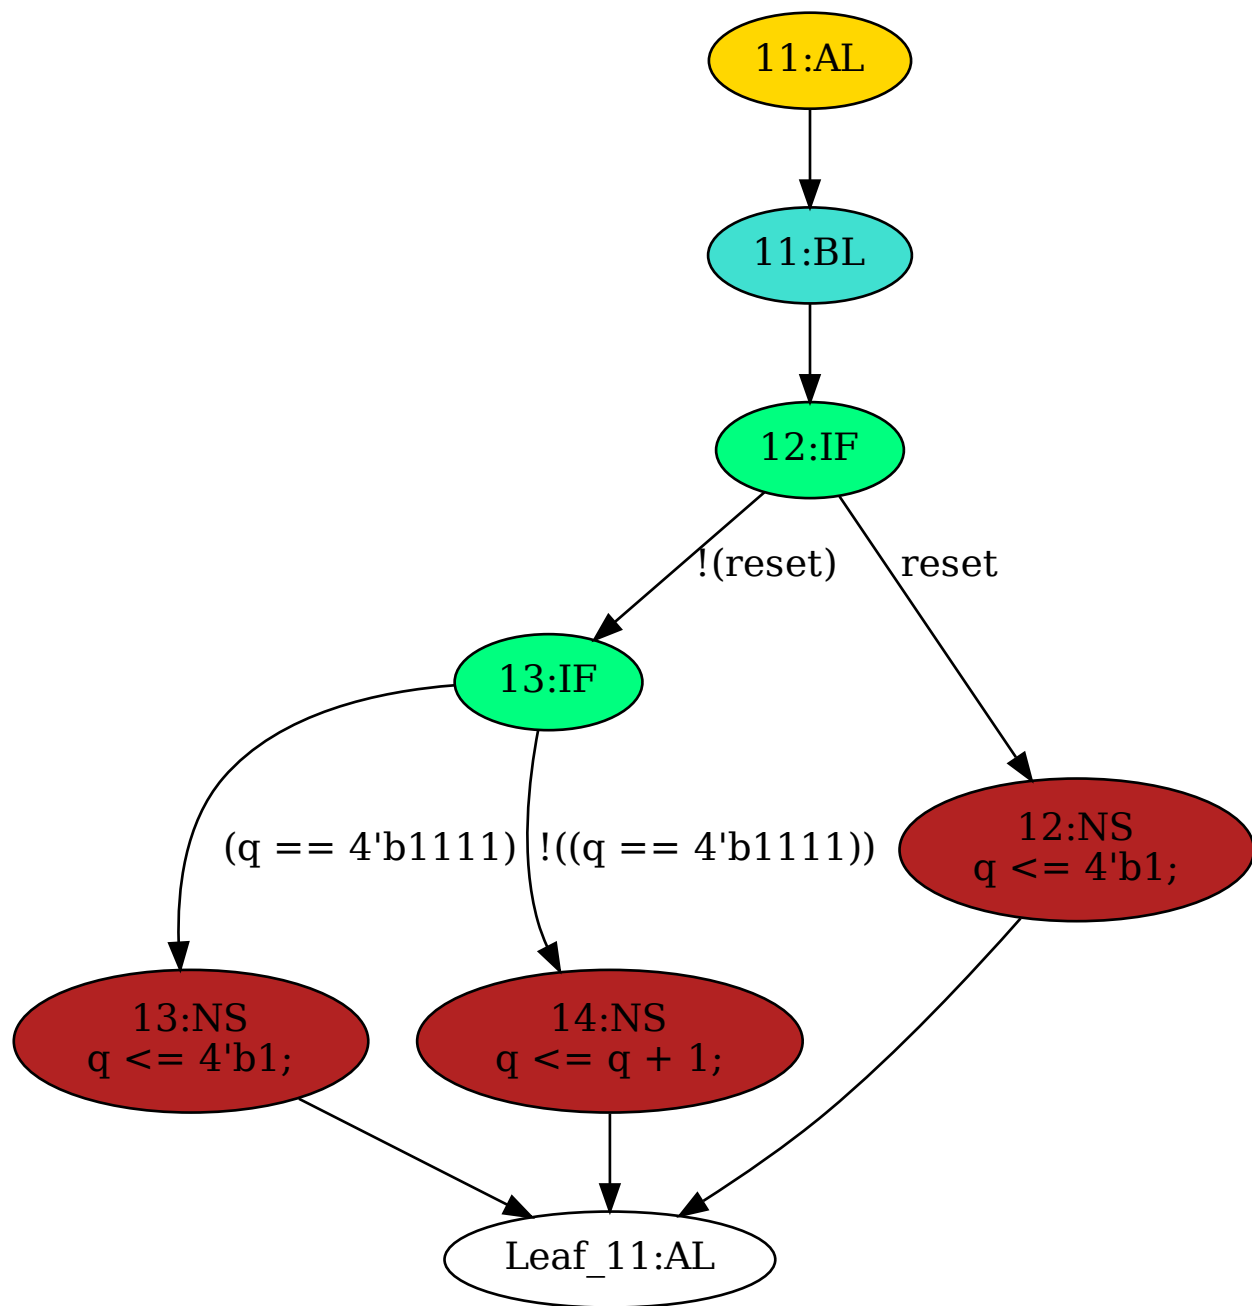 11:AL
11:BL
12:IF
!(reset)
reset
13:IF
(q == 4'b1111)
!((q == 4'b1111))
12:NS
q <= 4'b1;
13:NS
q <= 4'b1;
14:NS
q <= q + 1;
Leaf_11:AL